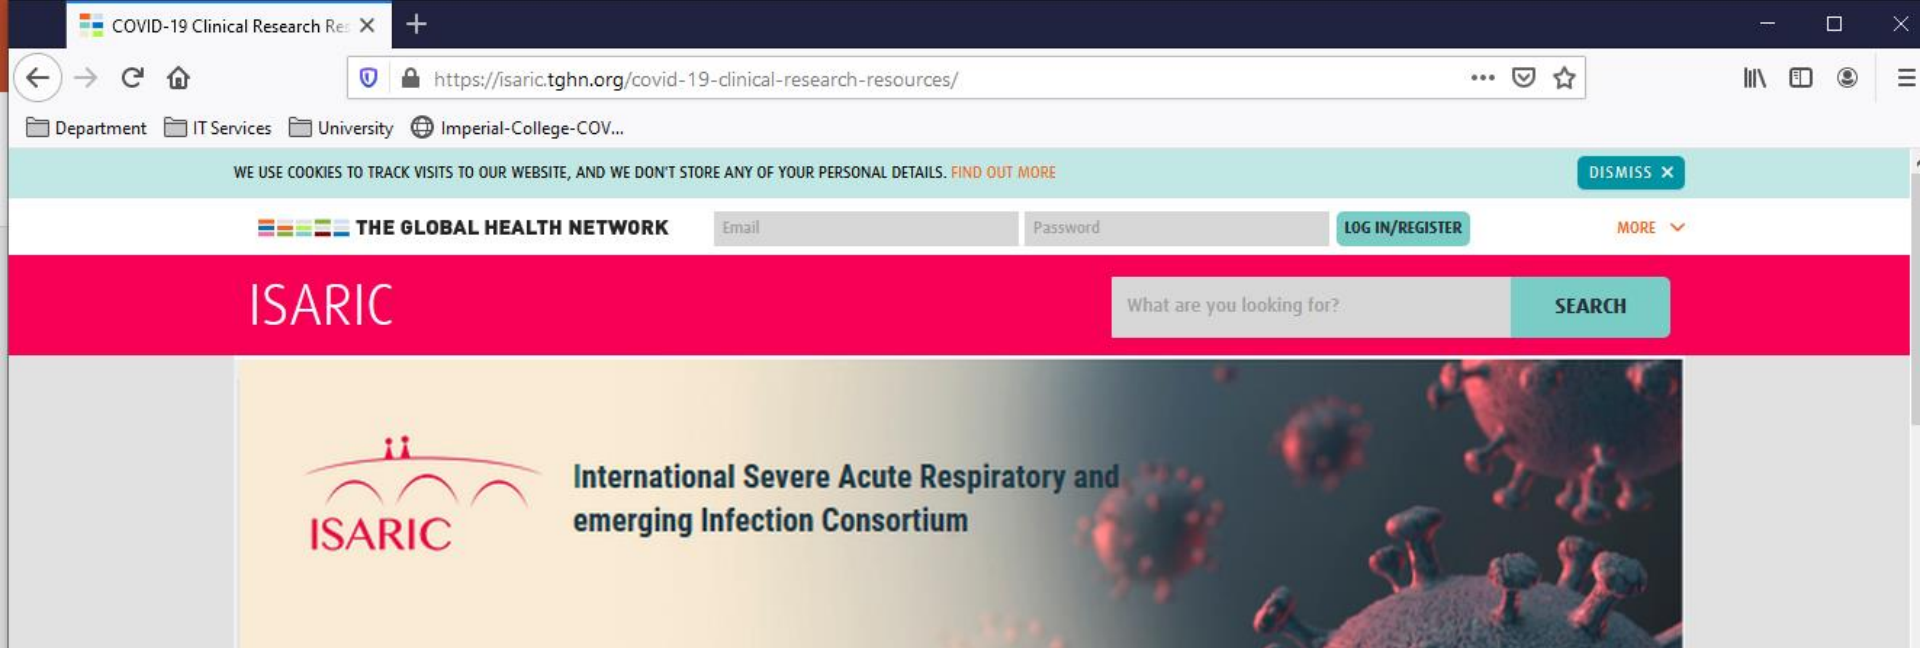 COVID-19 Clinical Research Res
https://isaric.tghn.org/covid-19-clinical-research-resources/
Department IT Services University Imperial-College-COV...
WE USE COOKIES TO TRACK VISITS TO OUR WEBSITE, AND WE DON'T STORE ANY OF YOUR PERSONAL DETAILS. FIND OUT MORE DISMISS ✕
THE GLOBAL HEALTH NETWORK Email Password LOG IN/REGISTER MORE
ISARIC What are you looking for? SEARCH
International Severe Acute Respiratory and
emerging Infection Consortium
ISARIC